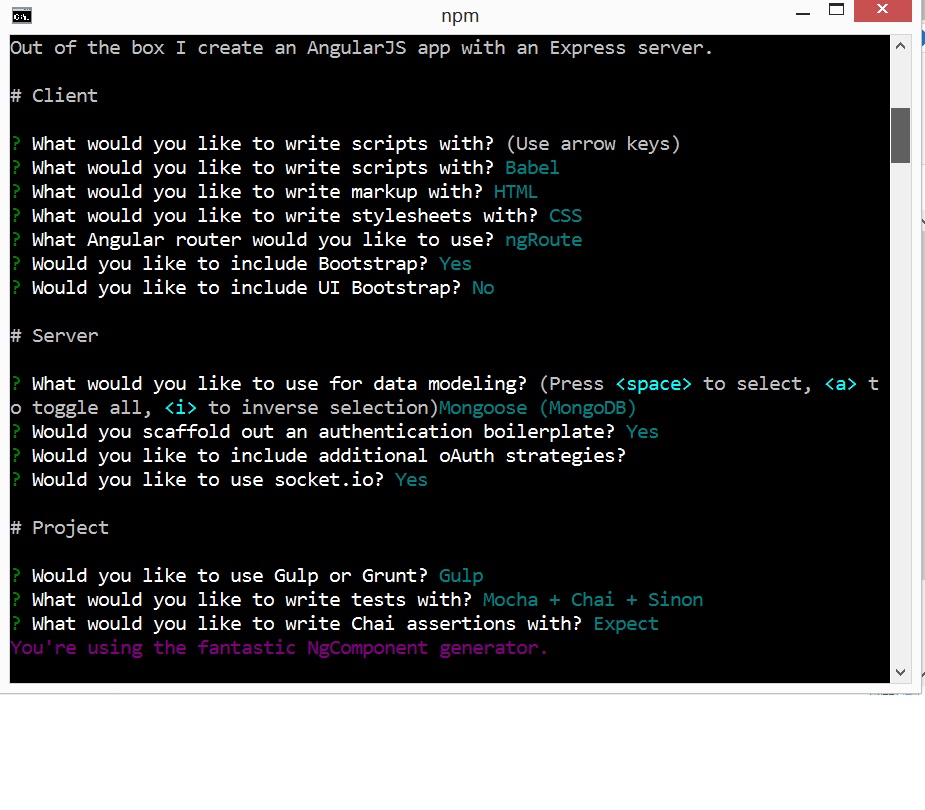 npm
Out of the box I create an AngularJS app with an Express server.
# Client
? What would you like to write scripts with? (Use arrow keys)
? What would you like to write scripts with? Babel
? What would you like to write markup with? HTML
? What would you like to write stylesheets with? CSS
? What Angular router would you like to use? ngRoute
? Would you like to include Bootstrap? Yes
? Would you like to include UI Bootstrap? No
# Server
? What would you like to use for data modeling? (Press <space> to select, <a> t
o toggle all, <i> to inverse selection)Mongoose (MongoDB)
? Would you scaffold out an authentication boilerplate? Yes
? Would you like to include additional oAuth strategies?
? Would you like to use socket.io? Yes
# Project
? Would you like to use Gulp or Grunt? Gulp
? What would you like to write tests with? Mocha + Chai + Sinon
? What would you like to write Chai assertions with? Expect
You're using the fantastic NgComponent generator.